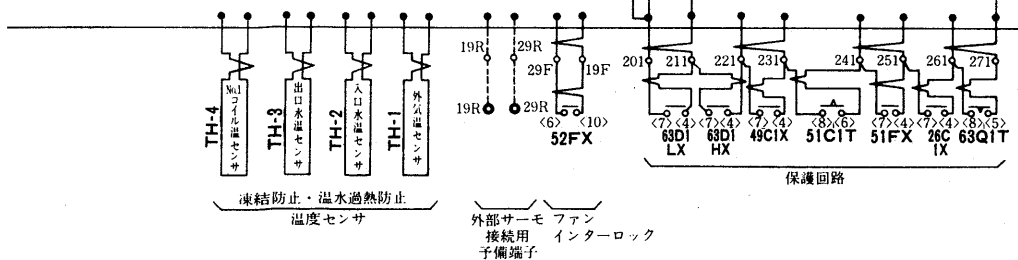 19R 29R
29F 19F
19R 29R
201 211 221 231 241 251 261 271
TH-4
No.1コイル温センサ
TH-3
出口水温センサ
TH-2
入口水温センサ
TH-1
外気温センサ
<6> <10>
52FX
<7> <4>
63D1
LX
<7> <4>
63D1
HX
<7> <4>
49C1X
<8> <6>
51C1T
<7> <4>
51FX
<7> <4>
26C
1X
<8> <5>
63Q1T
凍結防止・温水過熱防止
温度センサ
外部サーモ
接続用
予備端子
ファン
インターロック
保護回路